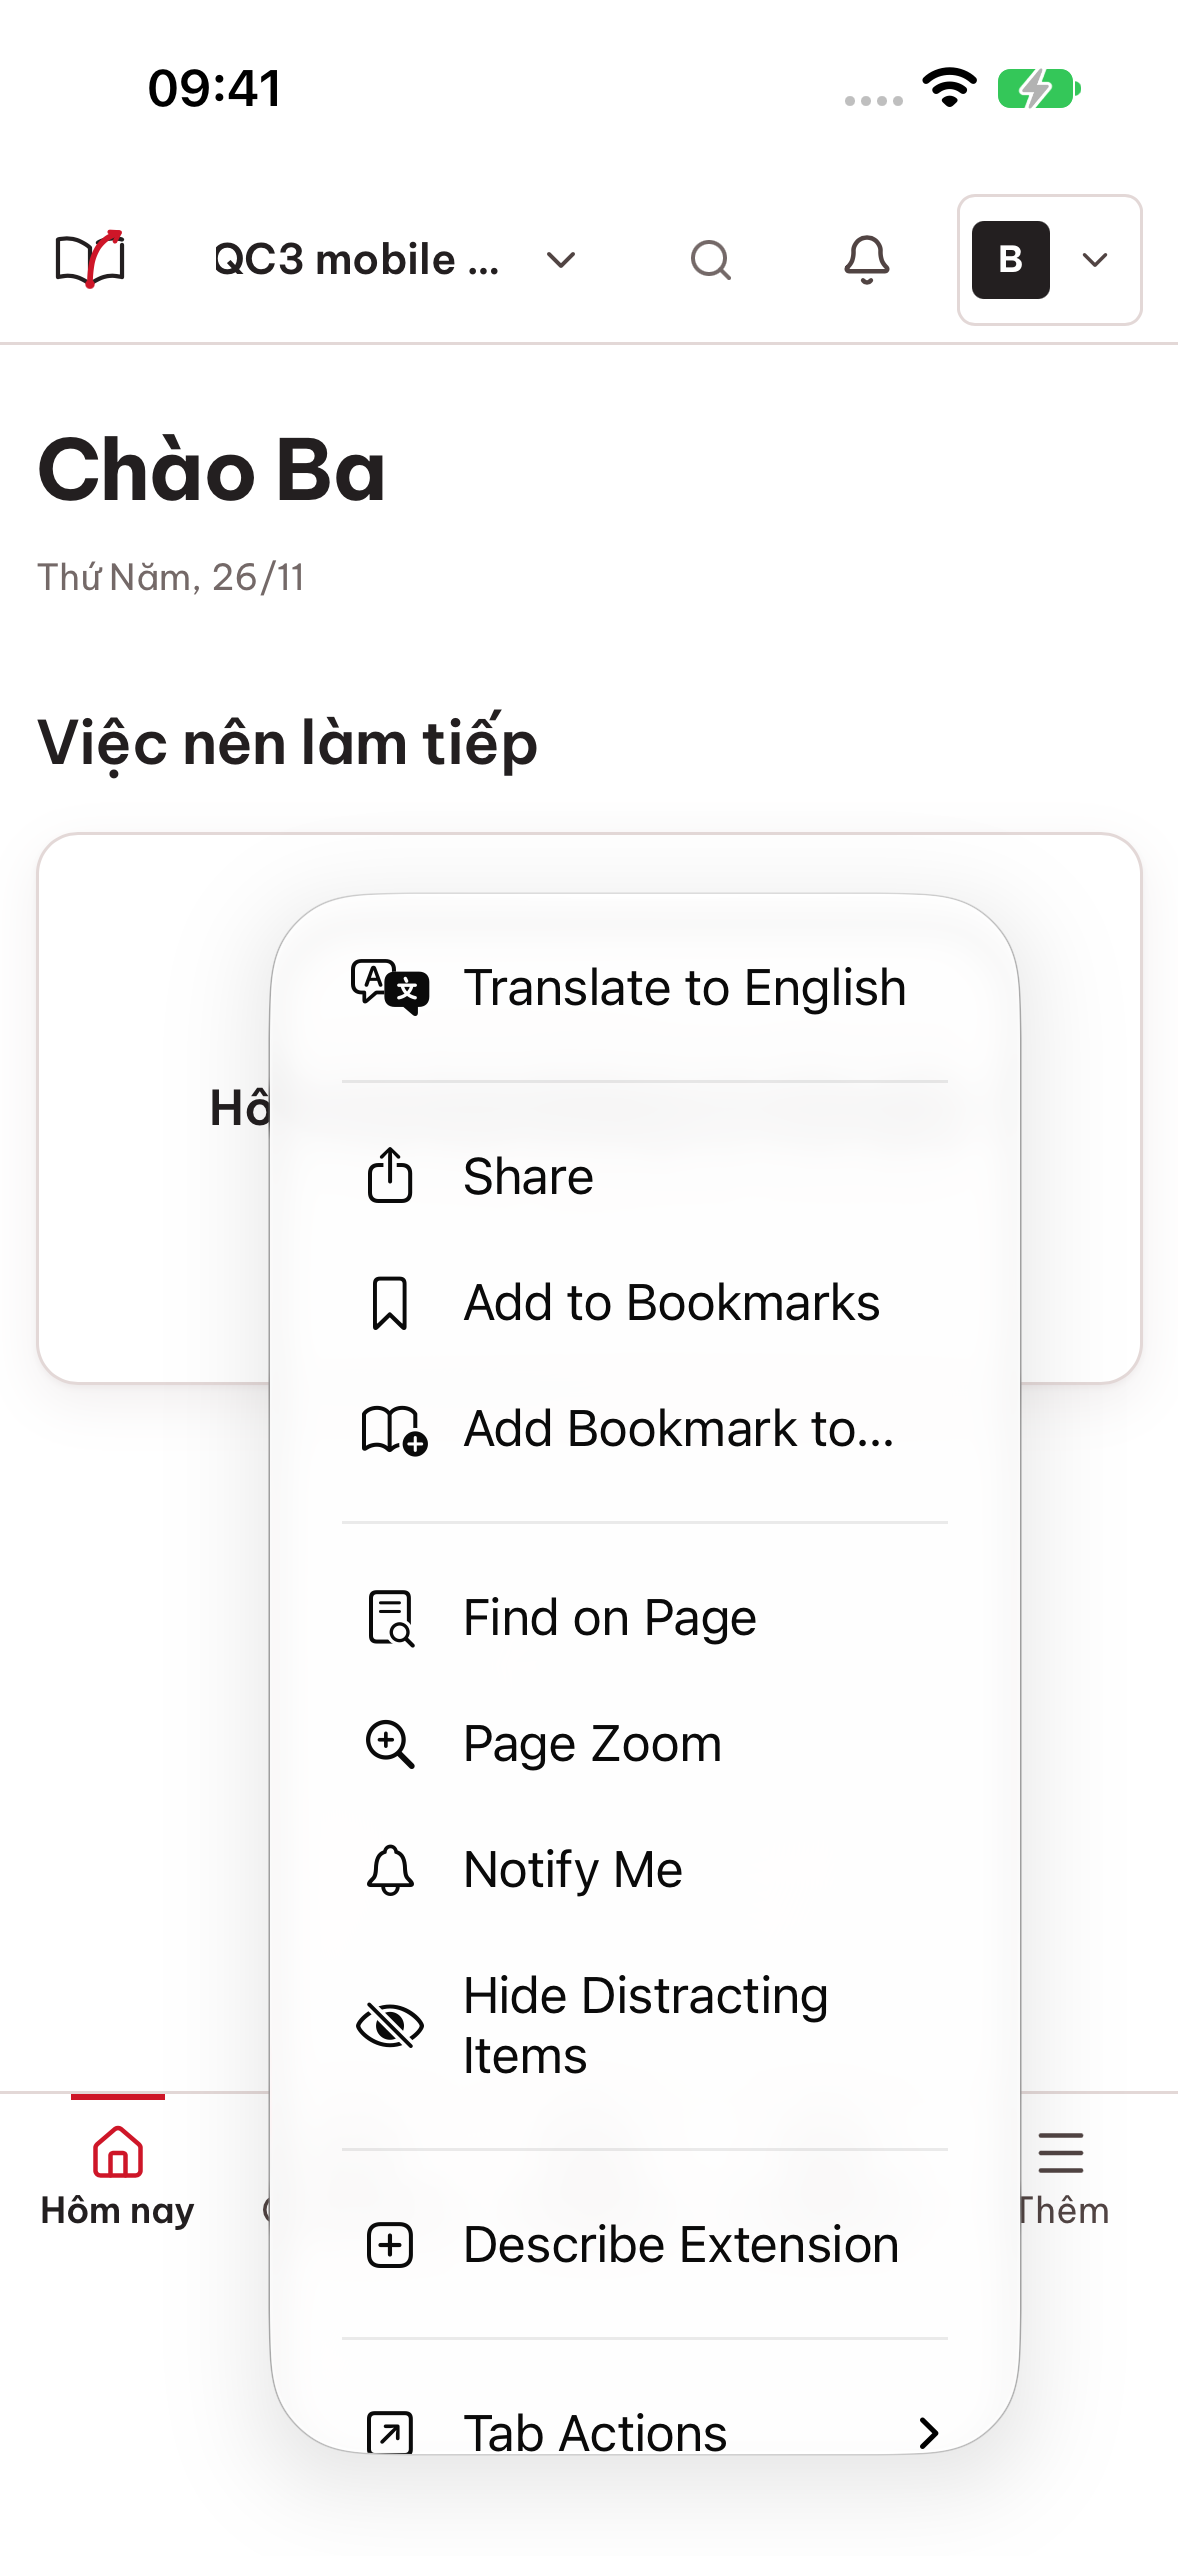 09:41
QC3 mobile ...
B
Chào Ba
Thứ Năm, 26/11
Việc nên làm tiếp
Translate to English
Share
Add to Bookmarks
Add Bookmark to...
Find on Page
Page Zoom
Notify Me
Hide Distracting
Items
Hôm nay
Thêm
Describe Extension
Tab Actions